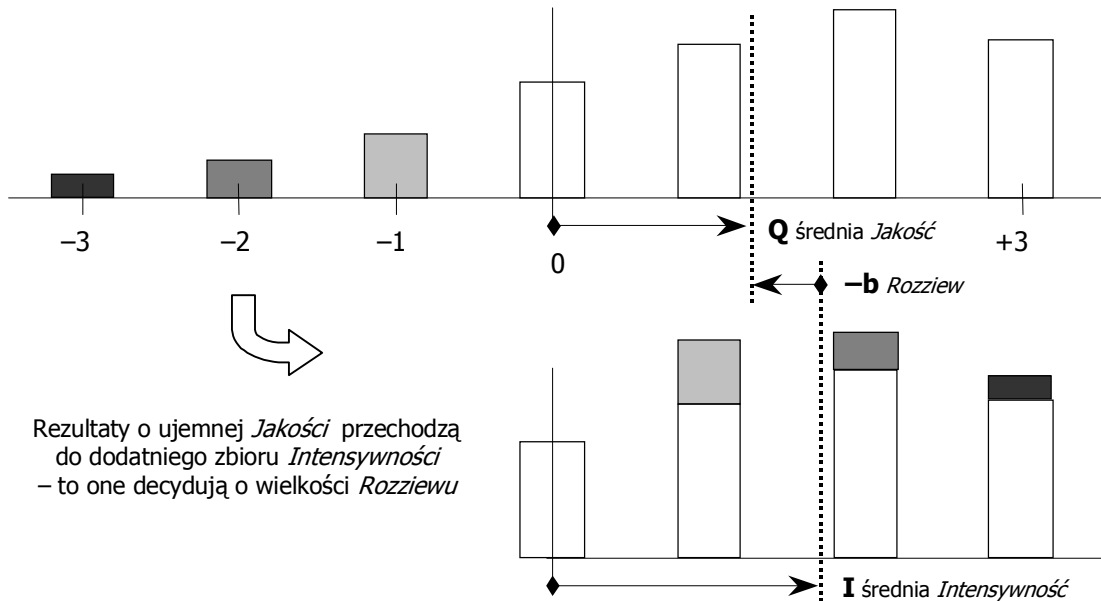 –3
–2
–1
0
+3
Q średnia Jakość
–b Rozziew
Rezultaty o ujemnej Jakości przechodzą
do dodatniego zbioru Intensywności
– to one decydują o wielkości Rozziewu
I średnia Intensywność